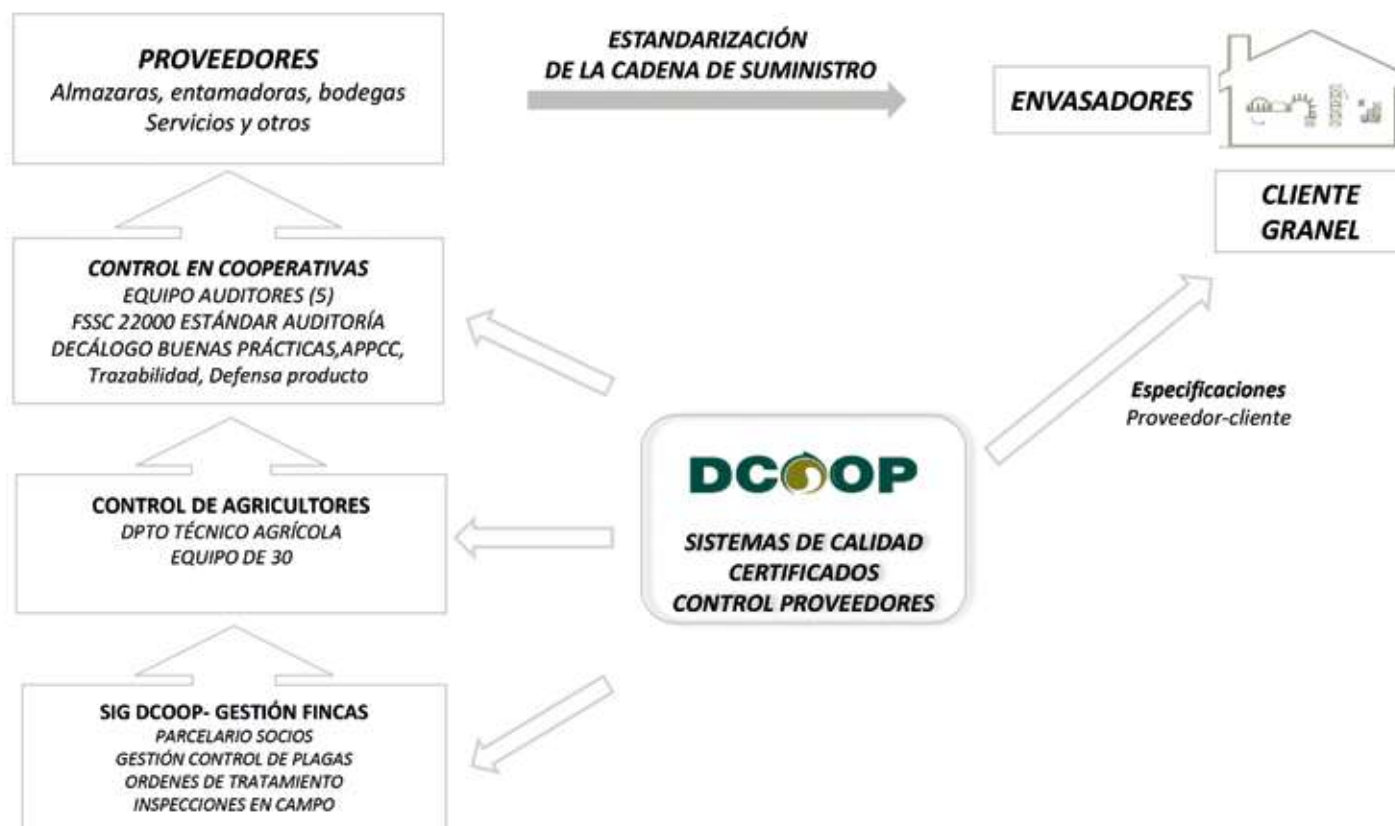 PROVEEDORES
Almazaras, entamadoras, bodegas
Servicios y otros
ESTANDARIZACIÓN
DE LA CADENA DE SUMINISTRO
ENVASADORES
CLIENTE
GRANEL
CONTROL EN COOPERATIVAS
EQUIPO AUDITORES (5)
FSSC 22000 ESTÁNDAR AUDITORÍA
DECÁLOGO BUENAS PRÁCTICAS,APPCC,
Trazabilidad, Defensa producto
Especificaciones
Proveedor-cliente
CONTROL DE AGRICULTORES
DPTO TÉCNICO AGRÍCOLA
EQUIPO DE 30
DCOOP
SISTEMAS DE CALIDAD
CERTIFICADOS
CONTROL PROVEEDORES
SIG DCOOP- GESTIÓN FINCAS
PARCELARIO SOCIOS
GESTIÓN CONTROL DE PLAGAS
ORDENES DE TRATAMIENTO
INSPECCIONES EN CAMPO